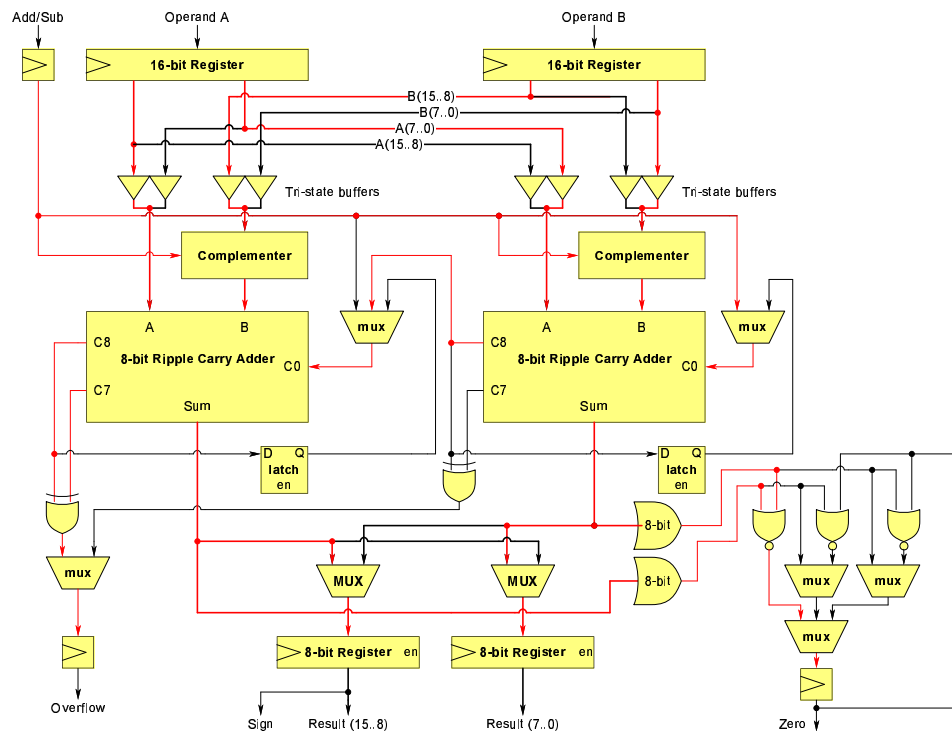 Add/Sub
Operand A
Operand B
16-bit Register
16-bit Register
B(15..8)
B(7..0)
A(7..0)
A(15..8)
Tri-state buffers
Tri-state buffers
Complementer
Complementer
A
B
mux
A
B
mux
C8
8-bit Ripple Carry Adder
C0
C8
8-bit Ripple Carry Adder
C0
C7
C7
Sum
Sum
D Q
latch
en
D Q
latch
en
8-bit
8-bit
mux
MUX
MUX
mux
mux
mux
8-bit Register en
8-bit Register en
Overflow
Sign
Result (15..8)
Result (7..0)
Zero